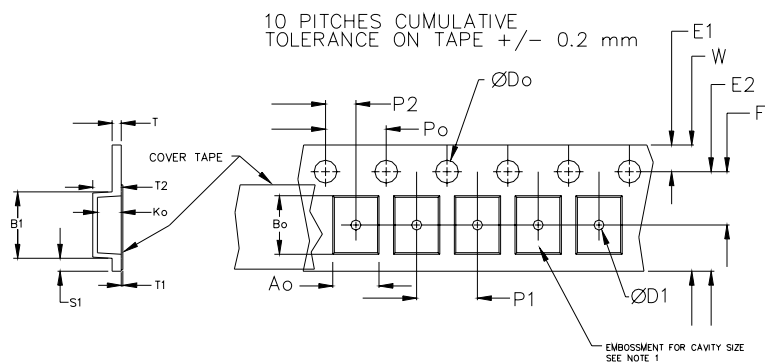 10 PITCHES CUMULATIVE
TOLERANCE ON TAPE +/- 0.2 mm
E1
W
E2
F
ØDo
P2
Po
T
COVER TAPE
T2
Ko
B1
Bo
S1
T1
Ao
P1
ØD1
EMBOSSMENT FOR CAVITY SIZE
SEE NOTE 1